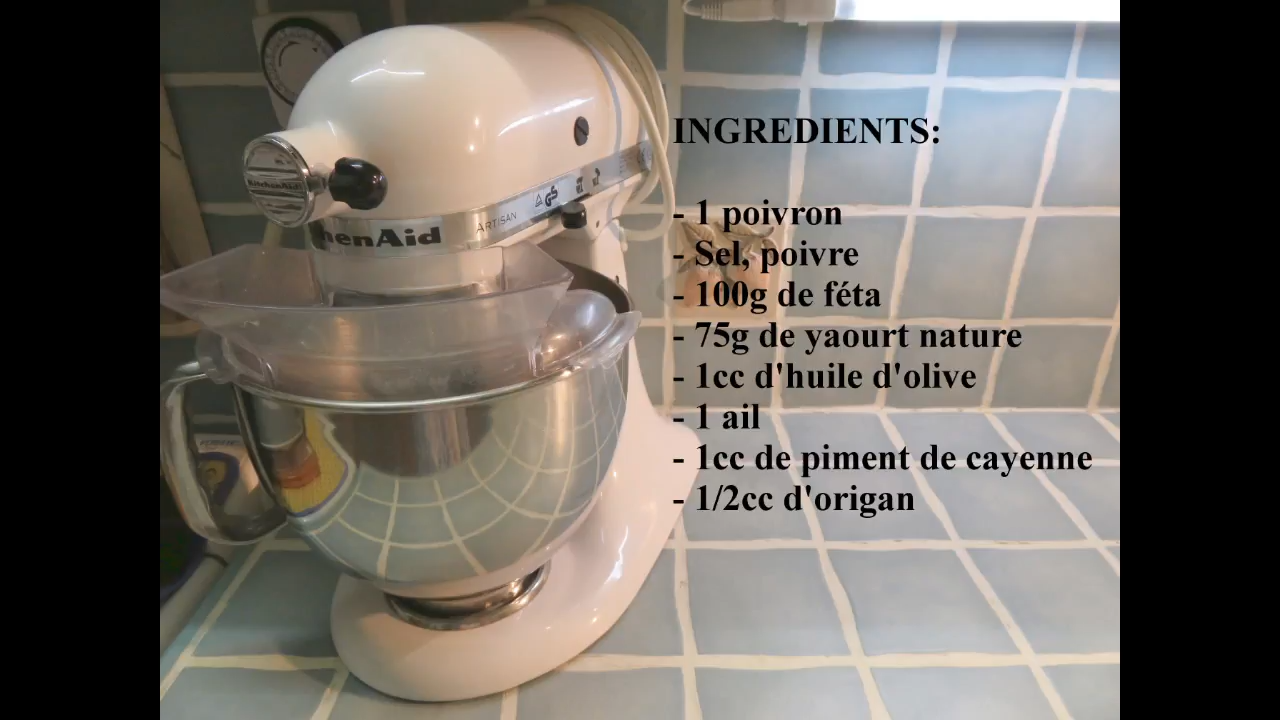 KitchenAid
ARTISAN
henAid
INGREDIENTS:
- 1 poivron
- Sel, poivre
- 100g de féta
- 75g de yaourt nature
- 1cc d'huile d'olive
- 1 ail
- 1cc de piment de cayenne
- 1/2cc d'origan